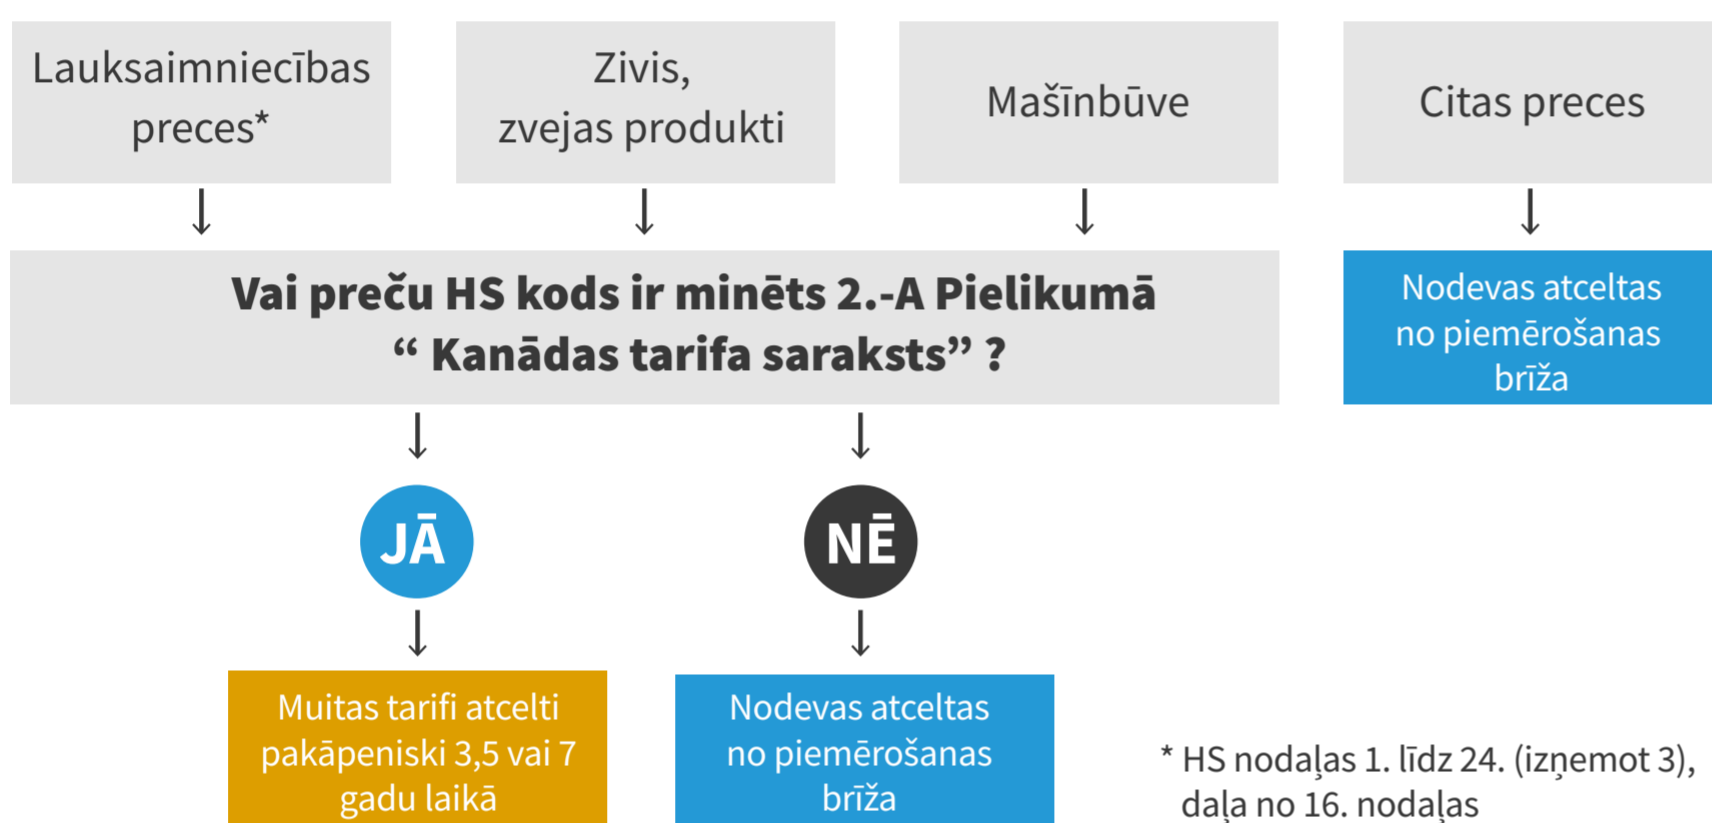 Lauksaimniecības
preces*
Zivis,
zvejas produkti
Mašīnbūve
Citas preces
Vai preču HS kods ir minēts 2.-A Pielikumā
“ Kanādas tarifa saraksts” ?
Nodevas atceltas
no piemērošanas
brīža
JĀ
NĒ
Muitas tarifi atcelti
pakāpeniski 3,5 vai 7
gadu laikā
Nodevas atceltas
no piemērošanas
brīža
* HS nodaļas 1. līdz 24. (izņemot 3),
daļa no 16. nodaļas